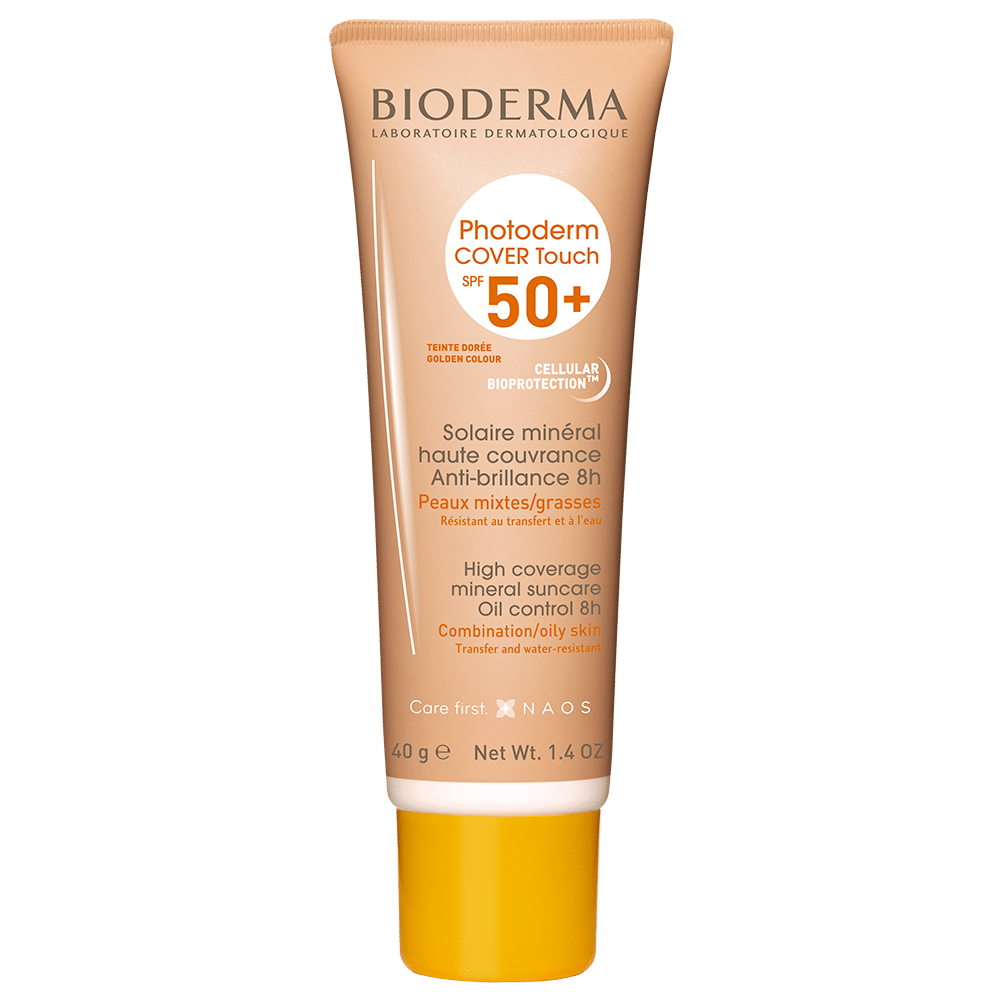 BIODERMA
LABORATOIRE DERMATOLOGIQUE
Photoderm
COVER Touch
SPF 50+
TEINTE DORÉE
GOLDEN COLOUR
CELLULAR
BIOPROTECTION™
Solaire minéral
haute couvrance
Anti-brillance 8h
Peaux mixtes/grasses
Résistant au transfert et à l'eau
High coverage
mineral suncare
Oil control 8h
Combination/oily skin
Transfer and water-resistant
Care first. NAOS
40 g ℮ Net Wt. 1.4 OZ